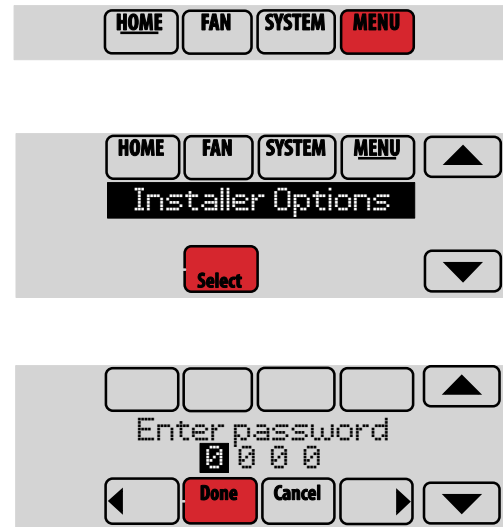 HOME FAN SYSTEM MENU
HOME FAN SYSTEM MENU
Installer Options
Select
Enter password
0 0 0 0
Done Cancel